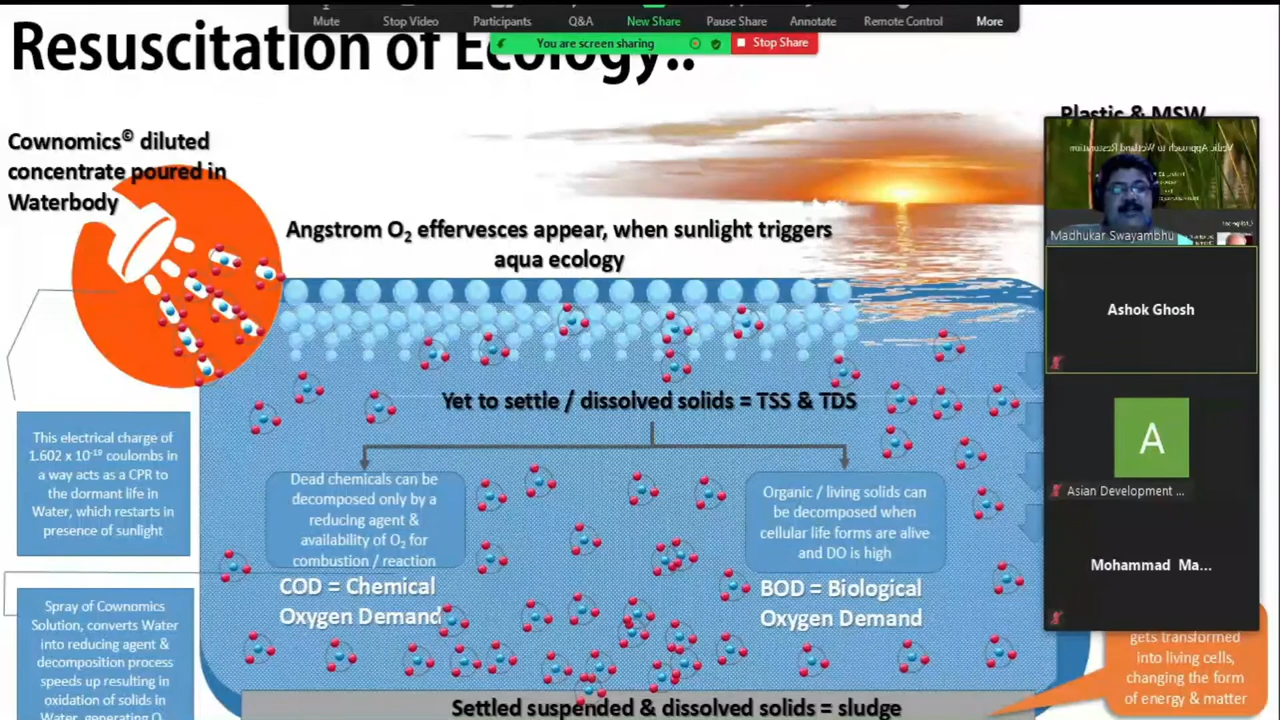 Mute
Stop Video
Participants
Q&A
New Share
Pause Share
Annotate
Remote Control
More
You are screen sharing
Stop Share
Resuscitation of Ecology..
Cownomics© diluted
concentrate poured in
Waterbody
Plastic & MSW
Angstrom O₂ effervesces appear, when sunlight triggers
aqua ecology
Yet to settle / dissolved solids = TSS & TDS
This electrical charge of
1.602 x 10⁻¹⁹ coulombs in
a way acts as a CPR to
the dormant life in
Water, which restarts in
presence of sunlight
Dead chemicals can be
decomposed only by a
reducing agent &
availability of O₂ for
combustion / reaction
COD = Chemical
Oxygen Demand
Organic / living solids can
be decomposed when
cellular life forms are alive
and DO is high
BOD = Biological
Oxygen Demand
Spray of Cownomics
Solution, converts Water
into reducing agent &
decomposition process
speeds up resulting in
oxidation of solids in
Water, generating O₂
Settled suspended & dissolved solids = sludge
gets transformed
into living cells,
changing the form
of energy & matter
Vedic Approach to Wetland Restoration
Madhukar Swayambhu
Ashok Ghosh
A
Asian Development ...
Mohammad Ma...